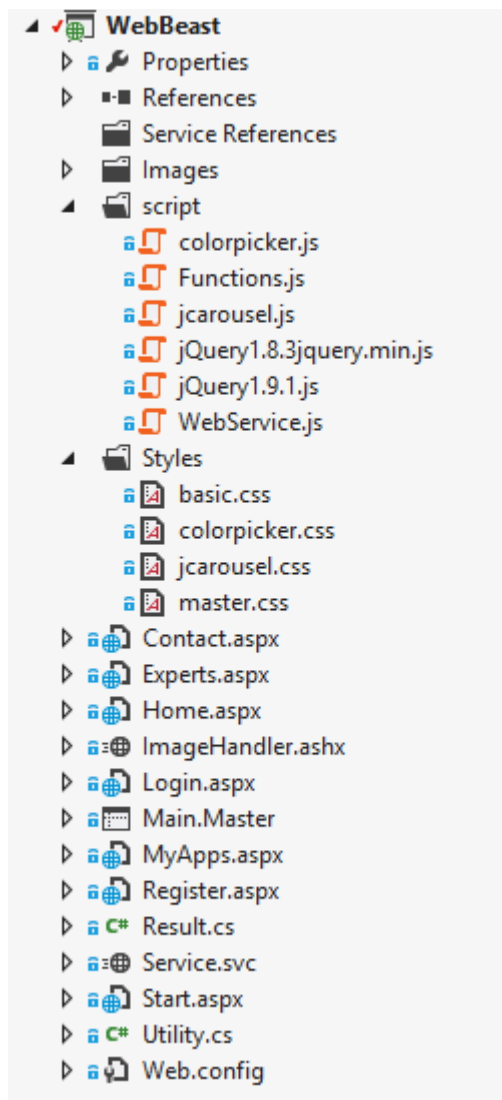 WebBeast
Properties
References
Service References
Images
script
colorpicker.js
Functions.js
jcarousel.js
jQuery1.8.3jquery.min.js
jQuery1.9.1.js
WebService.js
Styles
basic.css
colorpicker.css
jcarousel.css
master.css
Contact.aspx
Experts.aspx
Home.aspx
ImageHandler.ashx
Login.aspx
Main.Master
MyApps.aspx
Register.aspx
C# Result.cs
Service.svc
Start.aspx
C# Utility.cs
Web.config